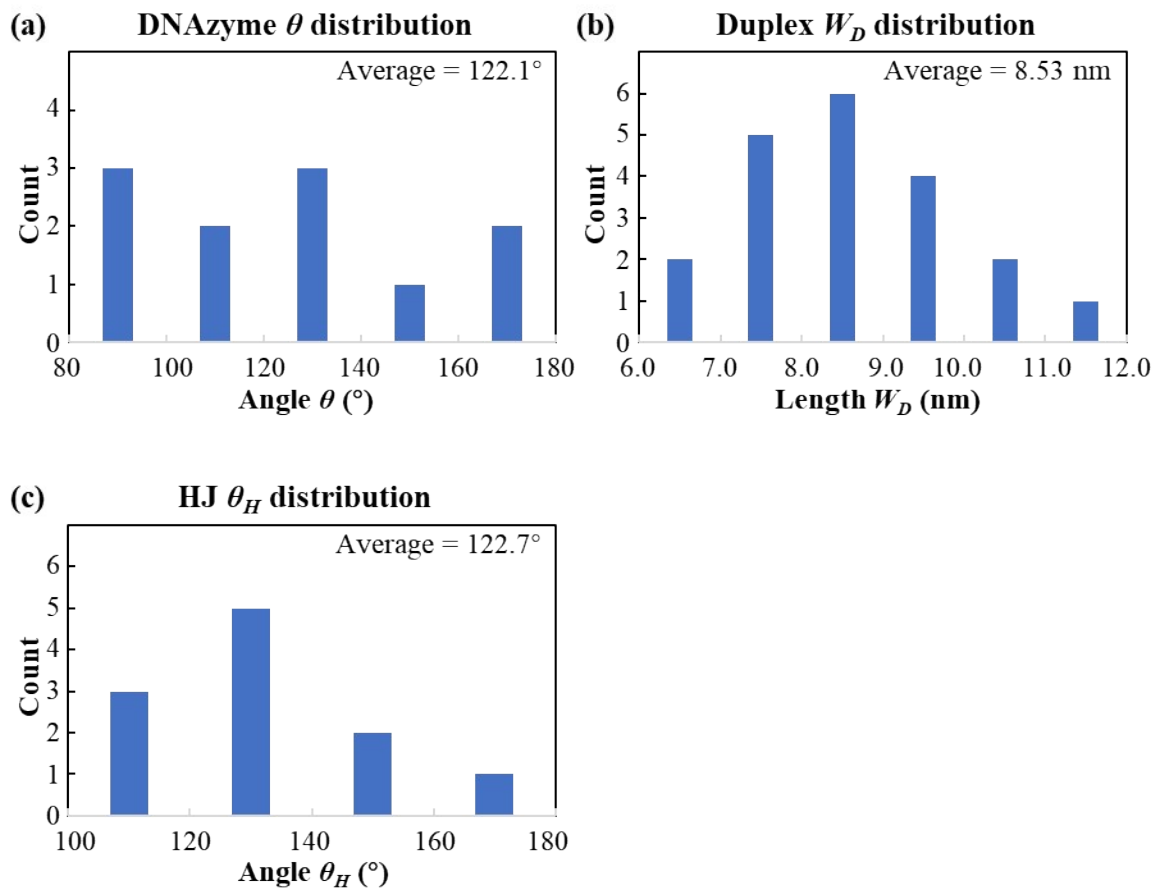 (a) DNAzyme θ distribution
Average = 122.1°
Count
4
3
2
1
0
80 100 120 140 160 180
Angle θ (°)
(b) Duplex W_D distribution
Average = 8.53 nm
Count
6
5
4
3
2
1
0
6.0 7.0 8.0 9.0 10.0 11.0 12.0
Length W_D (nm)
(c) HJ θ_H distribution
Average = 122.7°
Count
6
5
4
3
2
1
0
100 120 140 160 180
Angle θ_H (°)